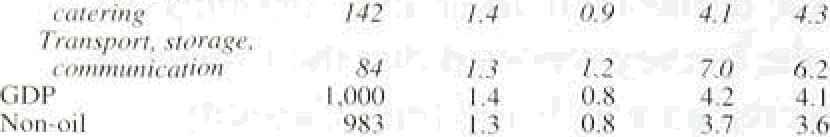 catering 142 1.4 0.9 4.1 4.3
Transport, storage,
communication 84 1.3 1.2 7.0 6.2
GDP 1,000 1.4 0.8 4.2 4.1
Non-oil 983 1.3 0.8 3.7 3.6